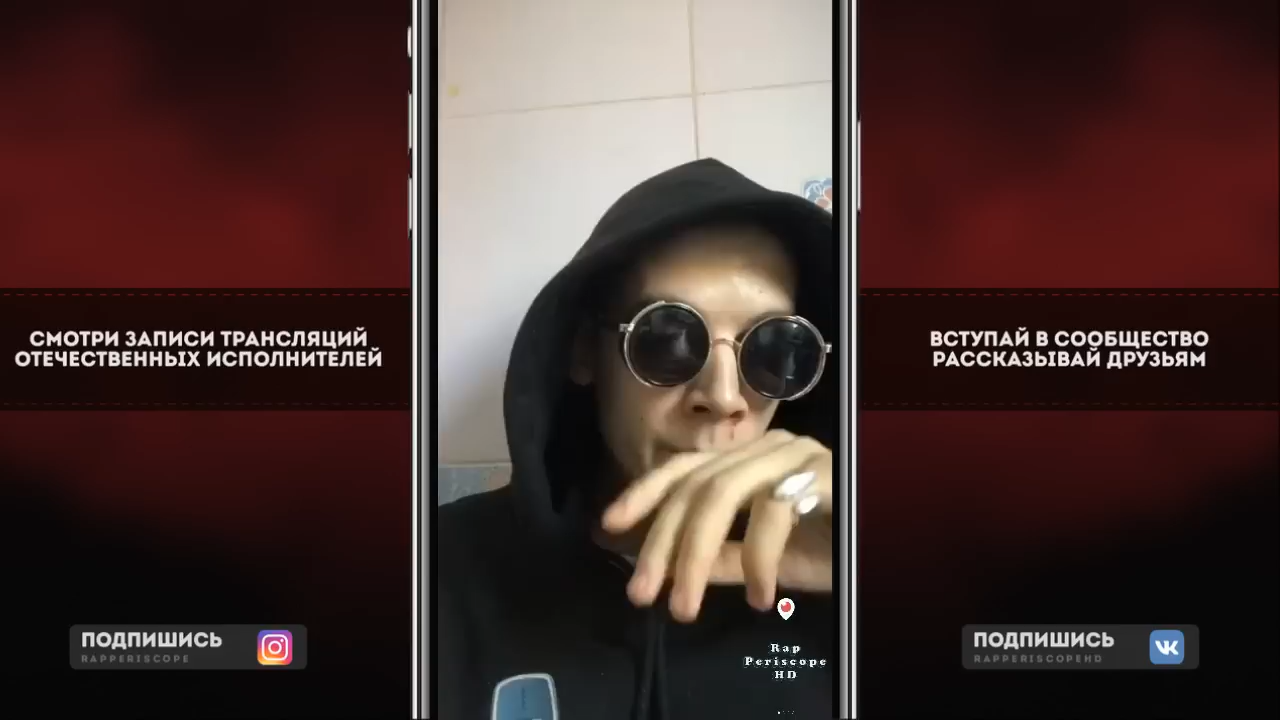 СМОТРИ ЗАПИСИ ТРАНСЛЯЦИЙ
ОТЕЧЕСТВЕННЫХ ИСПОЛНИТЕЛЕЙ
ВСТУПАЙ В СООБЩЕСТВО
РАССКАЗЫВАЙ ДРУЗЬЯМ
ПОДПИШИСЬ
RAPPERISCOPE
Rap
Periscope
HD
ПОДПИШИСЬ
RAPPERISCOPEHD